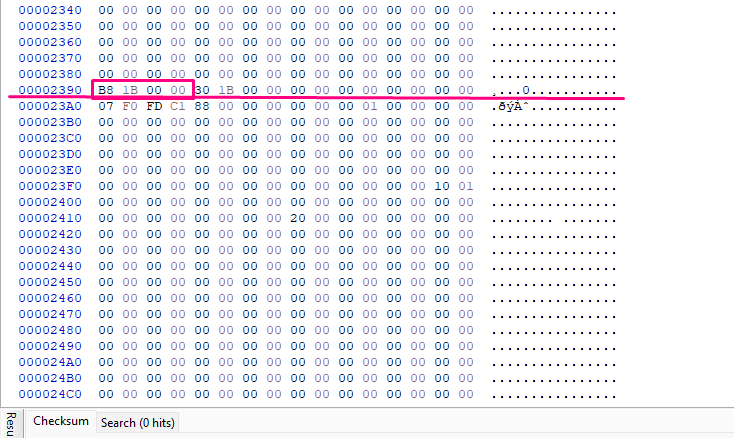 00002340 00 00 00 00 00 00 00 00 00 00 00 00 00 00 00 00 ................
00002350 00 00 00 00 00 00 00 00 00 00 00 00 00 00 00 00 ................
00002360 00 00 00 00 00 00 00 00 00 00 00 00 00 00 00 00 ................
00002370 00 00 00 00 00 00 00 00 00 00 00 00 00 00 00 00 ................
00002380 00 00 00 00 00 00 00 00 00 00 00 00 00 00 00 00 ................
00002390 B8 1B 00 00 30 1B 00 00 00 00 00 00 00 00 00 00 ¸...0...........
000023A0 07 F0 FD C1 88 00 00 00 00 00 00 01 00 00 00 00 .ðýÁˆ...........
000023B0 00 00 00 00 00 00 00 00 00 00 00 00 00 00 00 00 ................
000023C0 00 00 00 00 00 00 00 00 00 00 00 00 00 00 00 00 ................
000023D0 00 00 00 00 00 00 00 00 00 00 00 00 00 00 00 00 ................
000023E0 00 00 00 00 00 00 00 00 00 00 00 00 00 00 00 00 ................
000023F0 00 00 00 00 00 00 00 00 00 00 00 00 00 00 10 01 ................
00002400 00 00 00 00 00 00 00 00 00 00 00 00 00 00 00 00 ................
00002410 00 00 00 00 00 00 00 00 20 00 00 00 00 00 00 00 ........ .......
00002420 00 00 00 00 00 00 00 00 00 00 00 00 00 00 00 00 ................
00002430 00 00 00 00 00 00 00 00 00 00 00 00 00 00 00 00 ................
00002440 00 00 00 00 00 00 00 00 00 00 00 00 00 00 00 00 ................
00002450 00 00 00 00 00 00 00 00 00 00 00 00 00 00 00 00 ................
00002460 00 00 00 00 00 00 00 00 00 00 00 00 00 00 00 00 ................
00002470 00 00 00 00 00 00 00 00 00 00 00 00 00 00 00 00 ................
00002480 00 00 00 00 00 00 00 00 00 00 00 00 00 00 00 00 ................
00002490 00 00 00 00 00 00 00 00 00 00 00 00 00 00 00 00 ................
000024A0 00 00 00 00 00 00 00 00 00 00 00 00 00 00 00 00 ................
000024B0 00 00 00 00 00 00 00 00 00 00 00 00 00 00 00 00 ................
000024C0 00 00 00 00 00 00 00 00 00 00 00 00 00 00 00 00 ................
Resu
Checksum Search (0 hits)